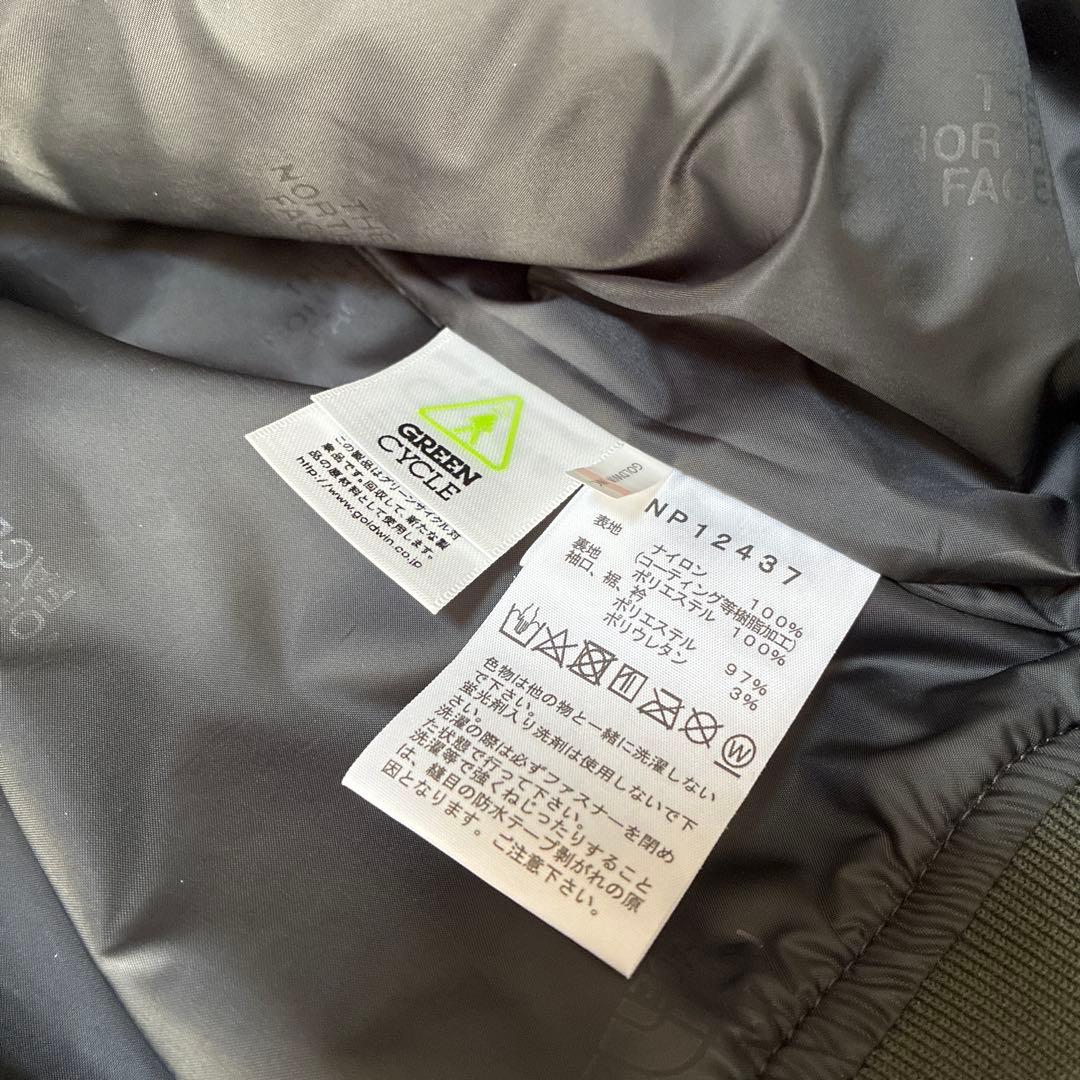 THE
NORTH
FACE
THE
NORTH
FACE
GREEN
CYCLE
この製品はグリーンサイクル対
象品です。回収して、新たな製
品の原材料として使用します。
http://www.goldwin.co.jp
GOLDWIN
NP12437
表地 ナイロン 100%
(コーティング等樹脂加工)
裏地 ポリエステル 100%
袖口、裾、衿
ポリエステル 97%
ポリウレタン 3%
W
色物は他の物と一緒に洗濯しない
で下さい。
蛍光剤入り洗剤は使用しないで下
さい。
洗濯の際は必ずファスナーを閉め
た状態で行って下さい。
洗濯等で強くねじったりすること
は、縫目の防水テープ剥がれの原
因となります。ご注意下さい。